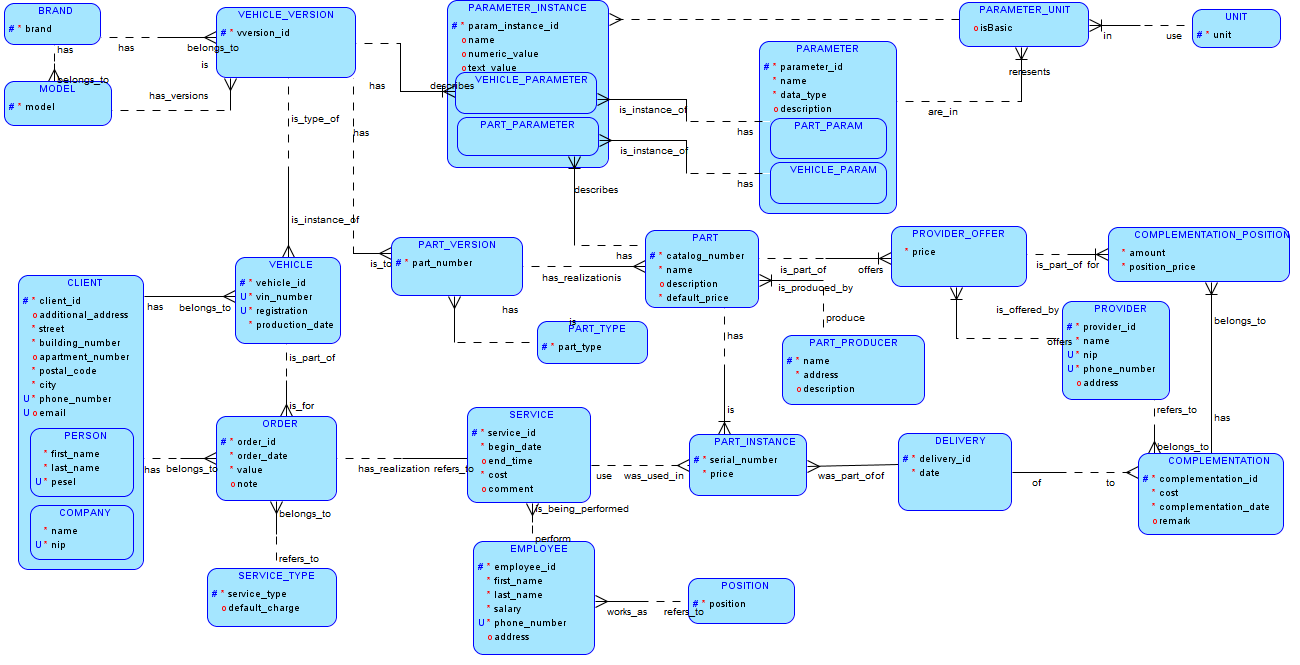 BRAND
# * brand
has
belongs_to
MODEL
# * model
has
belongs_to
is
has_versions
VEHICLE_VERSION
# * vversion_id
is_type_of
is_instance_of
has
is_to
has
describes
PARAMETER_INSTANCE
# * param_instance_id
o name
o numeric_value
o text_value
VEHICLE_PARAMETER
PART_PARAMETER
is_instance_of
has
is_instance_of
has
describes
has
PARAMETER
# * parameter_id
* name
* data_type
o description
PART_PARAM
VEHICLE_PARAM
are_in
reresents
PARAMETER_UNIT
o isBasic
in
use
UNIT
# * unit
CLIENT
# * client_id
o additional_address
* street
* building_number
o apartment_number
* postal_code
* city
U * phone_number
U o email
PERSON
* first_name
* last_name
U * pesel
COMPANY
* name
U * nip
has
belongs_to
has
belongs_to
VEHICLE
# * vehicle_id
U * vin_number
U * registration
* production_date
is_part_of
is_for
ORDER
# * order_id
* order_date
* value
o note
belongs_to
refers_to
SERVICE_TYPE
# * service_type
o default_charge
has_realization
refers_to
PART_VERSION
# * part_number
has_realization
is
has
is
PART_TYPE
# * part_type
PART
# * catalog_number
* name
o description
* default_price
is_part_of
offers
is_produced_by
produce
PART_PRODUCER
# * name
* address
o description
has
is
PROVIDER_OFFER
* price
is_part_of
for
is_offered_by
offers
COMPLEMENTATION_POSITION
* amount
* position_price
belongs_to
has
PROVIDER
# * provider_id
* name
U * nip
U * phone_number
o address
refers_to
belongs_to
SERVICE
# * service_id
* begin_date
o end_time
* cost
o comment
use
was_used_in
is_being_performed
perform
EMPLOYEE
# * employee_id
* first_name
* last_name
* salary
U * phone_number
o address
works_as
refers_to
POSITION
# * position
PART_INSTANCE
# * serial_number
* price
was_part_of
of
DELIVERY
# * delivery_id
* date
of
to
COMPLEMENTATION
# * complementation_id
* cost
* complementation_date
o remark